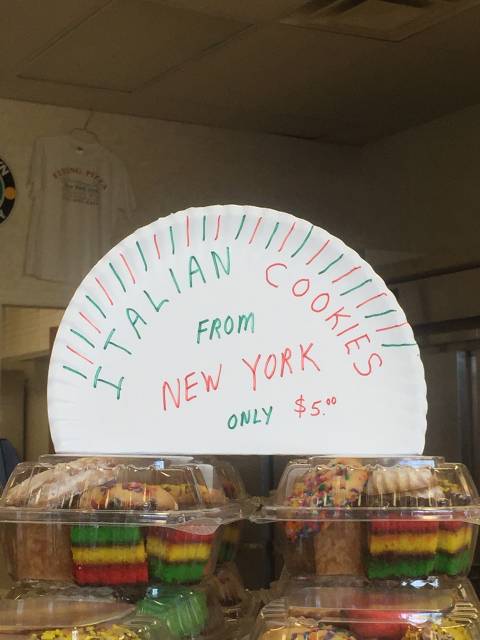 ITALIAN COOKIES
FROM
NEW YORK
ONLY $5.00